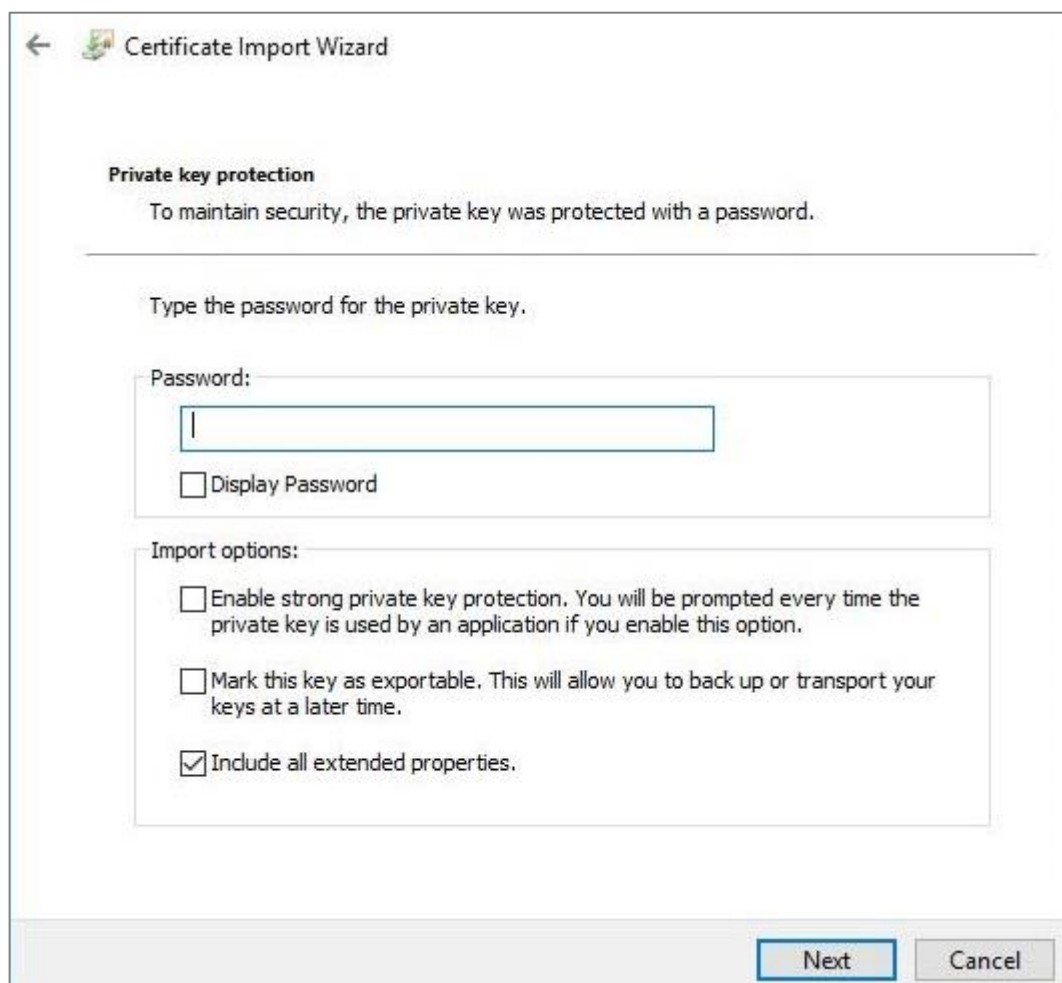 Certificate Import Wizard
Private key protection
To maintain security, the private key was protected with a password.
Type the password for the private key.
Password:
Display Password
Import options:
Enable strong private key protection. You will be prompted every time the
private key is used by an application if you enable this option.
Mark this key as exportable. This will allow you to back up or transport your
keys at a later time.
Include all extended properties.
Next
Cancel